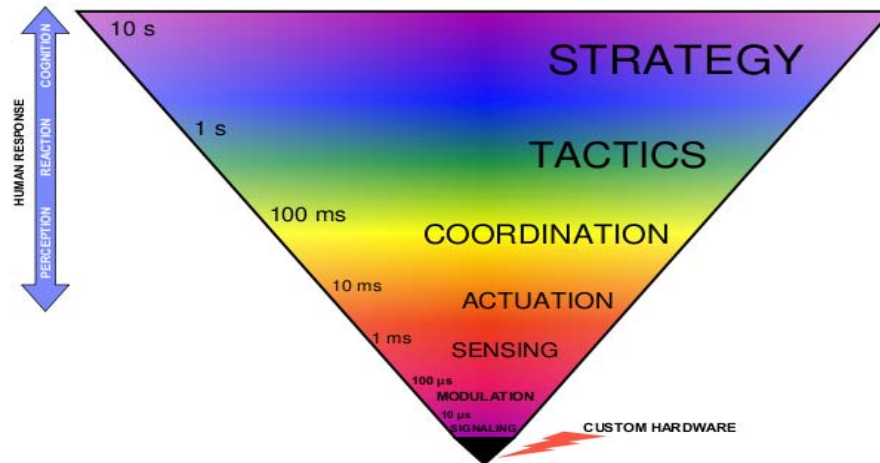 10 s
STRATEGY
1 s
TACTICS
100 ms
COORDINATION
10 ms
ACTUATION
1 ms
SENSING
100 µs
MODULATION
10 µs
SIGNALING
CUSTOM HARDWARE
HUMAN RESPONSE
COGNITION
REACTION
PERCEPTION